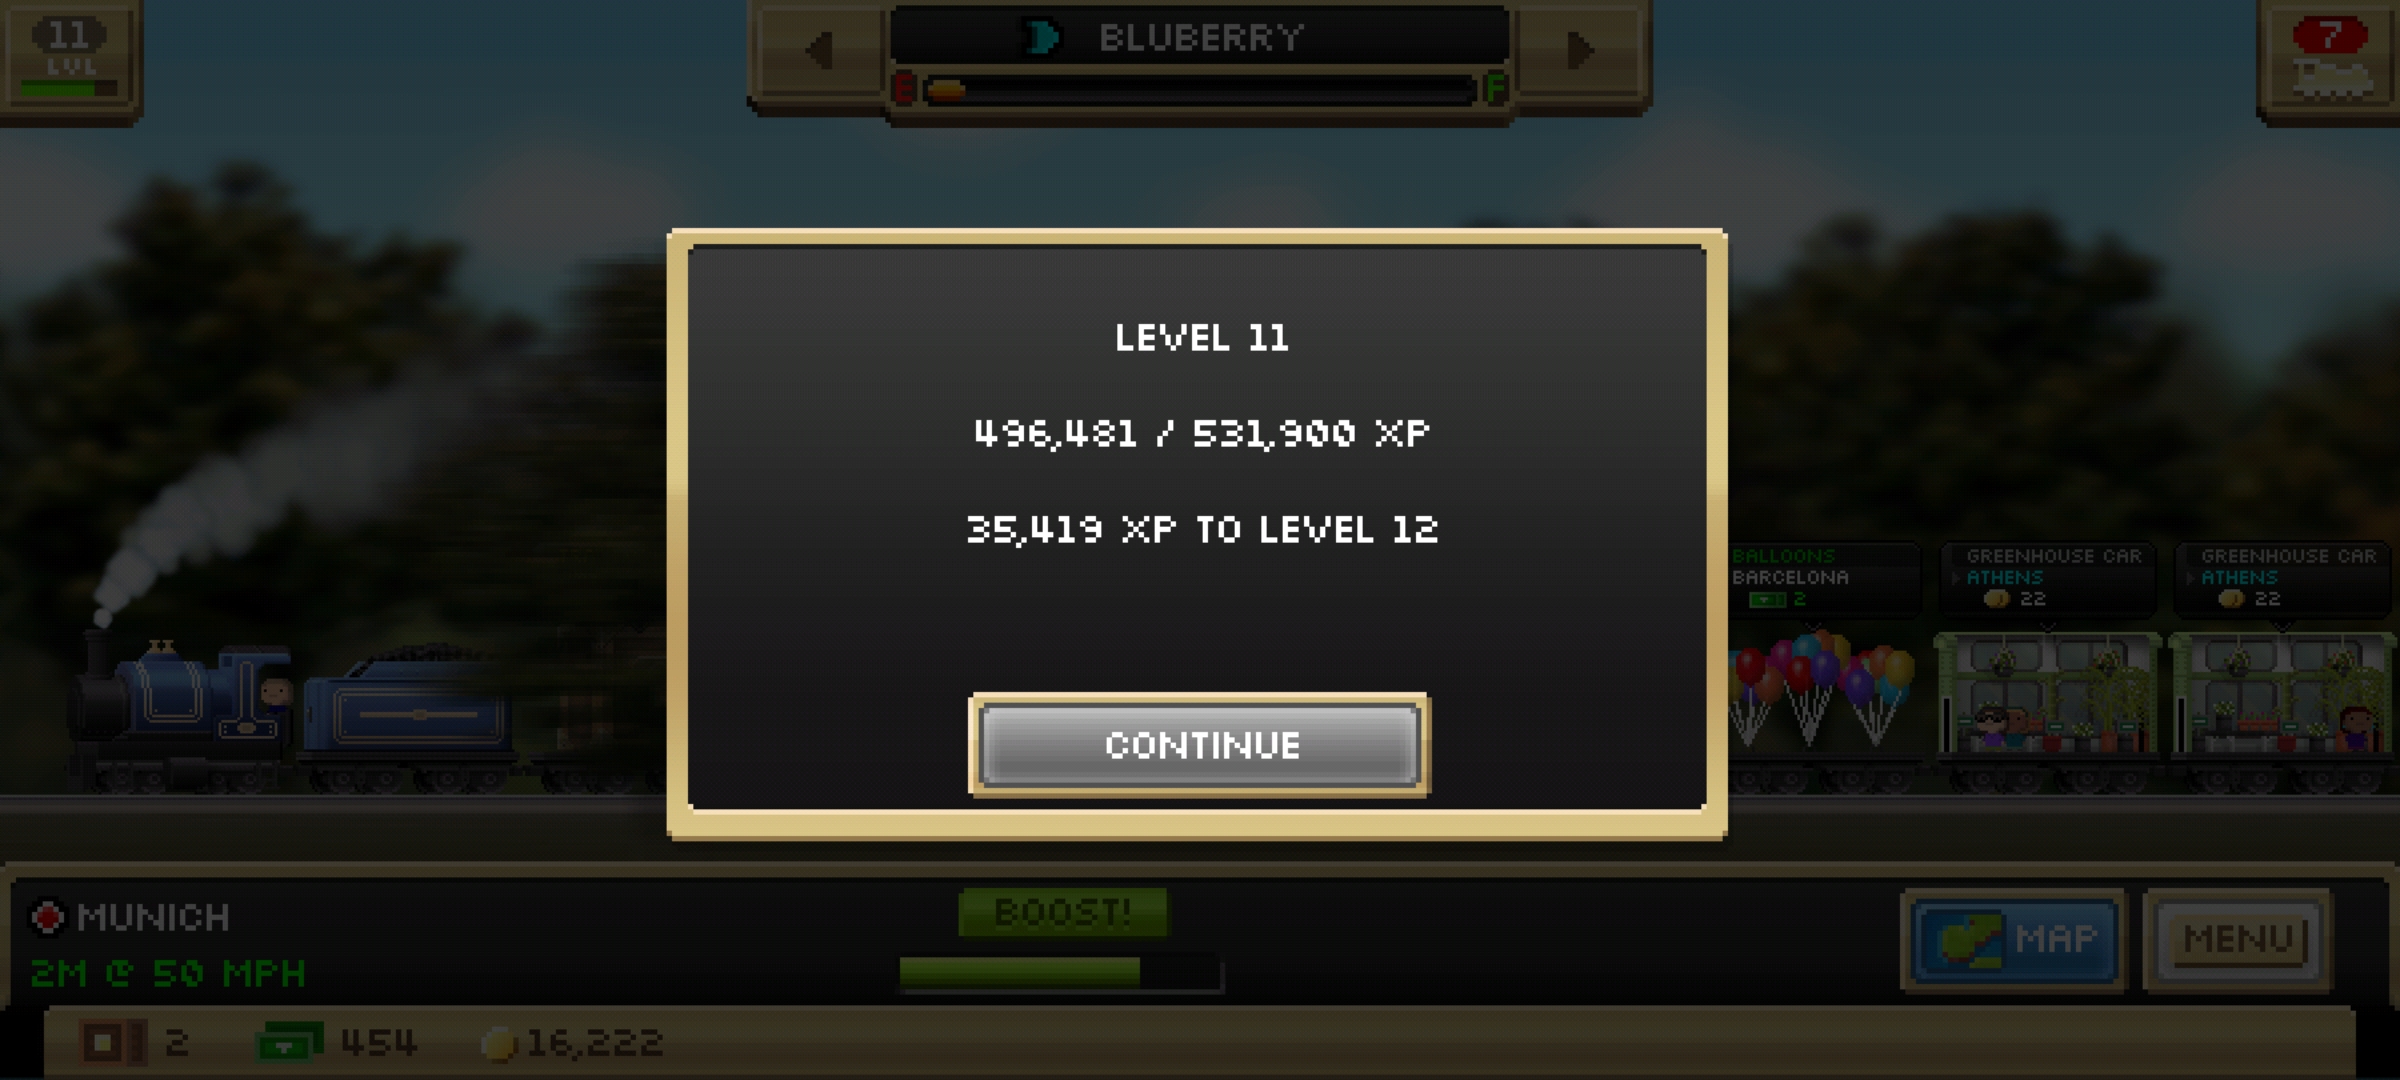 11
LVL
BLUBERRY
E F
7
LEVEL 11
496,481 / 531,900 XP
35,419 XP TO LEVEL 12
CONTINUE
BALLOONS
BARCELONA
2
GREENHOUSE CAR
ATHENS
22
GREENHOUSE CAR
ATHENS
22
MUNICH
2M @ 50 MPH
BOOST!
MAP
MENU
2
454
16,222